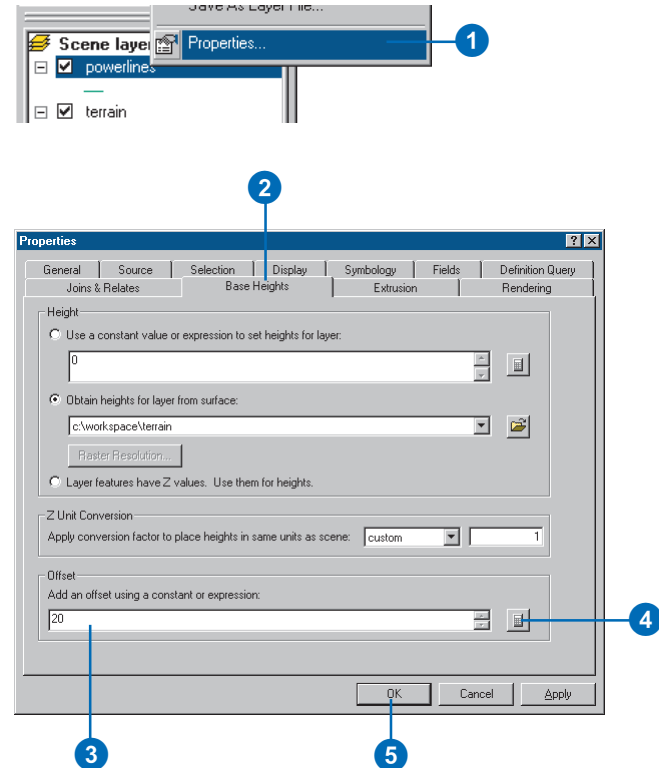 Save As Layer File...
Scene layer
Properties...
1
powerlines
terrain
2
Properties
General Source Selection Display Symbology Fields Definition Query
Joins & Relates Base Heights Extrusion Rendering
Height
Use a constant value or expression to set heights for layer:
0
Obtain heights for layer from surface:
c:\workspace\terrain
Raster Resolution...
Layer features have Z values. Use them for heights.
Z Unit Conversion
Apply conversion factor to place heights in same units as scene: custom 1
Offset
Add an offset using a constant or expression:
20
4
OK Cancel Apply
3 5